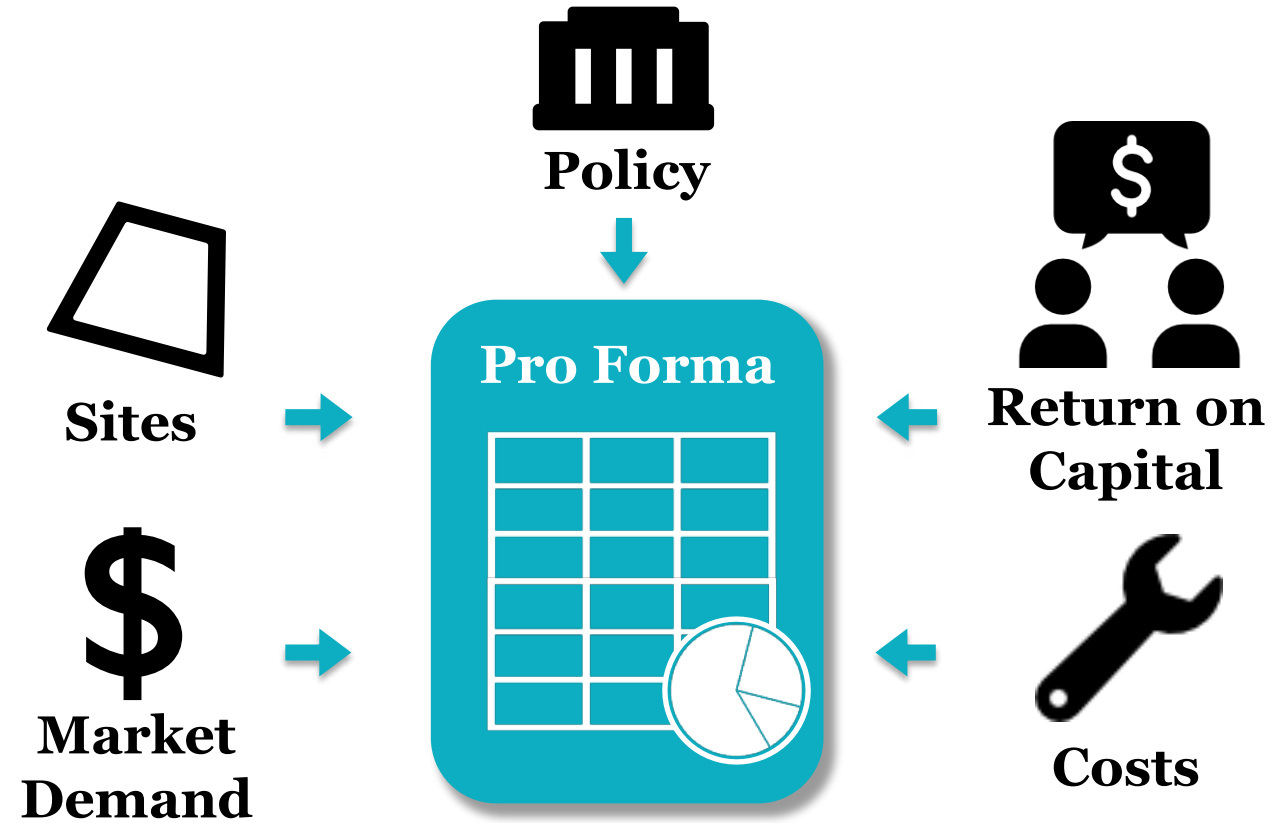 $
Policy
Pro Forma
Sites
Return on
Capital
$
Market
Demand
Costs